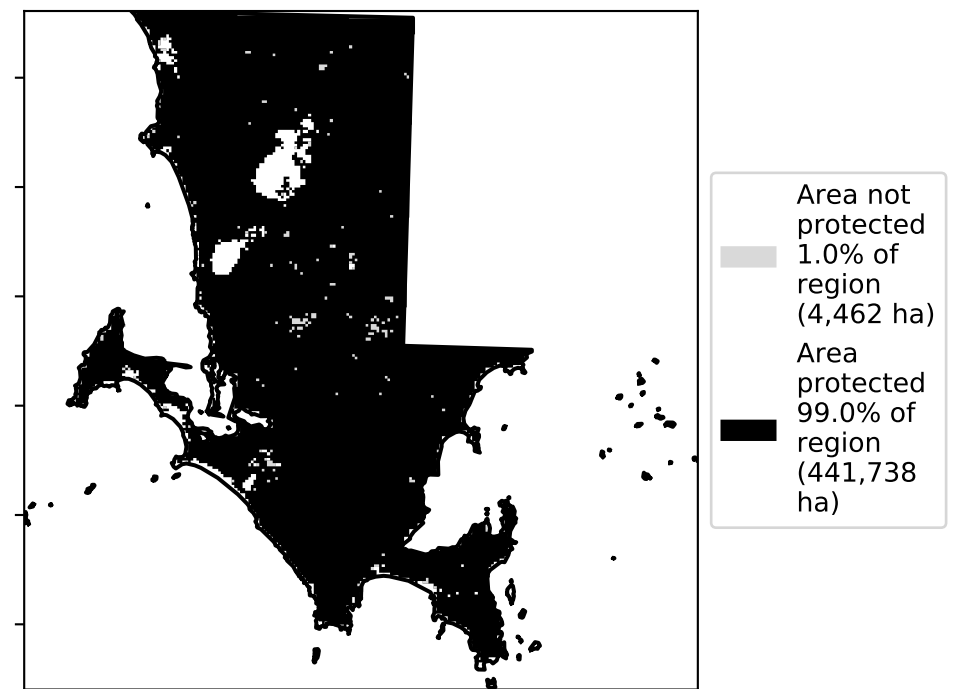 Area not
protected
1.0% of
region
(4,462 ha)
Area
protected
99.0% of
region
(441,738
ha)